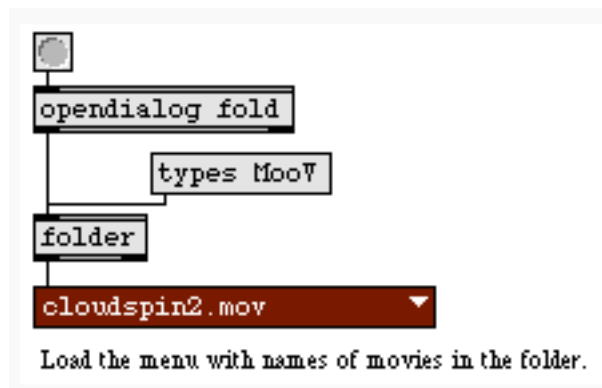 opendialog fold
types MooV
folder
cloudspin2.mov
Load the menu with names of movies in the folder.